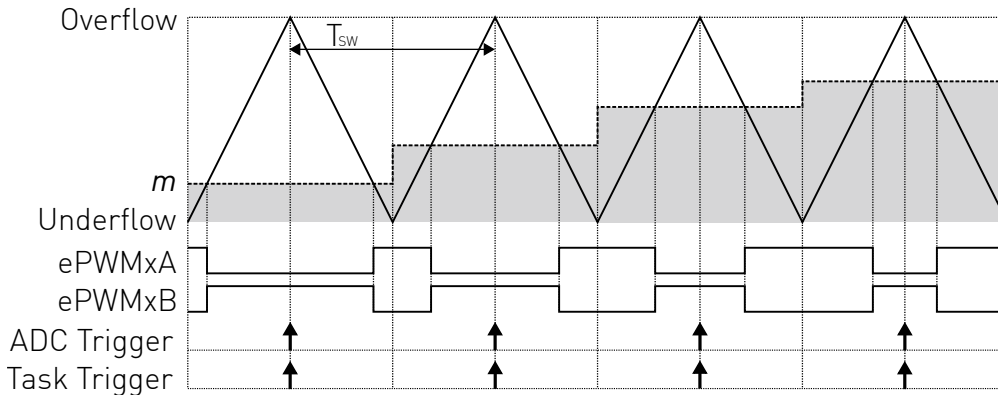 Overflow
T_SW
m
Underflow
ePWMxA
ePWMxB
ADC Trigger
Task Trigger